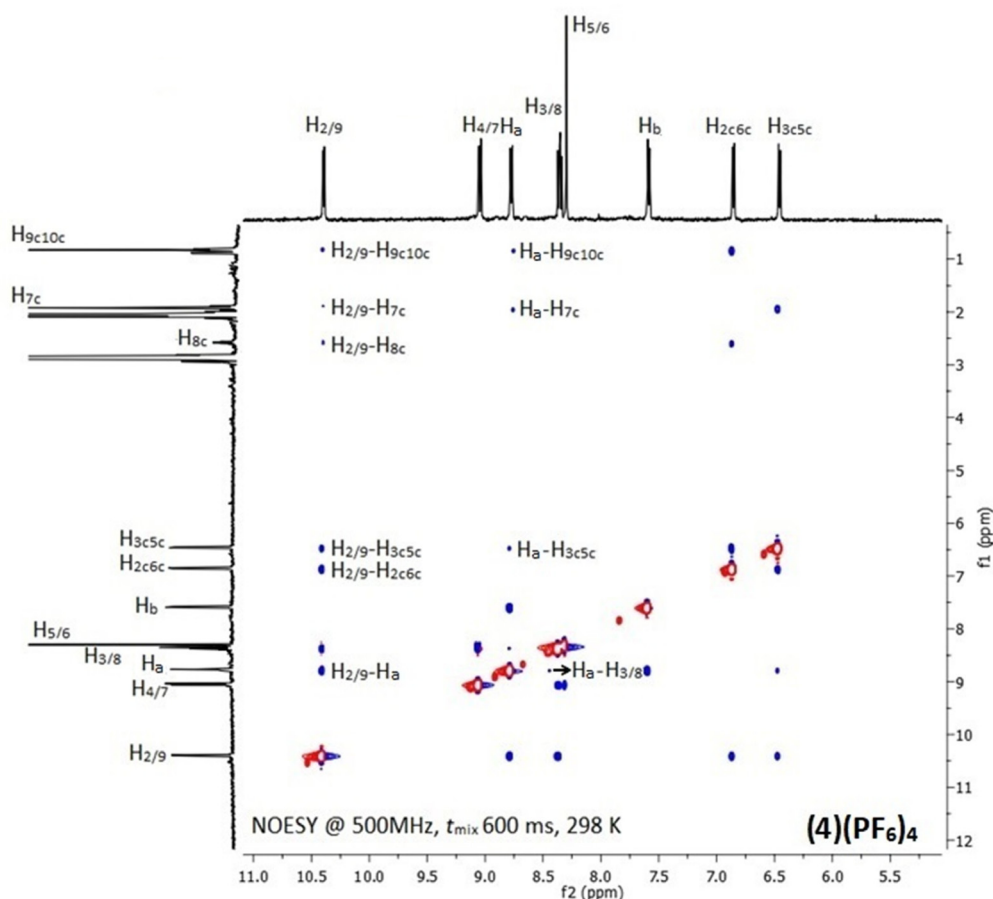 H5/6
H3/8
H2/9
H4/7
Ha
Hb
H2c6c
H3c5c
H9c10c
H2/9-H9c10c
Ha-H9c10c
1
H7c
H2/9-H7c
Ha-H7c
2
H8c
H2/9-H8c
3
4
5
f1 (ppm)
6
H3c5c
H2/9-H3c5c
Ha-H3c5c
H2c6c
H2/9-H2c6c
7
Hb
H5/6
8
H3/8
Ha
H2/9-Ha
Ha-H3/8
H4/7
9
10
H2/9
11
NOESY @ 500MHz, tmix 600 ms, 298 K
(4)(PF6)4
12
11.0 10.5 10.0 9.5 9.0 8.5 8.0 7.5 7.0 6.5 6.0 5.5
f2 (ppm)